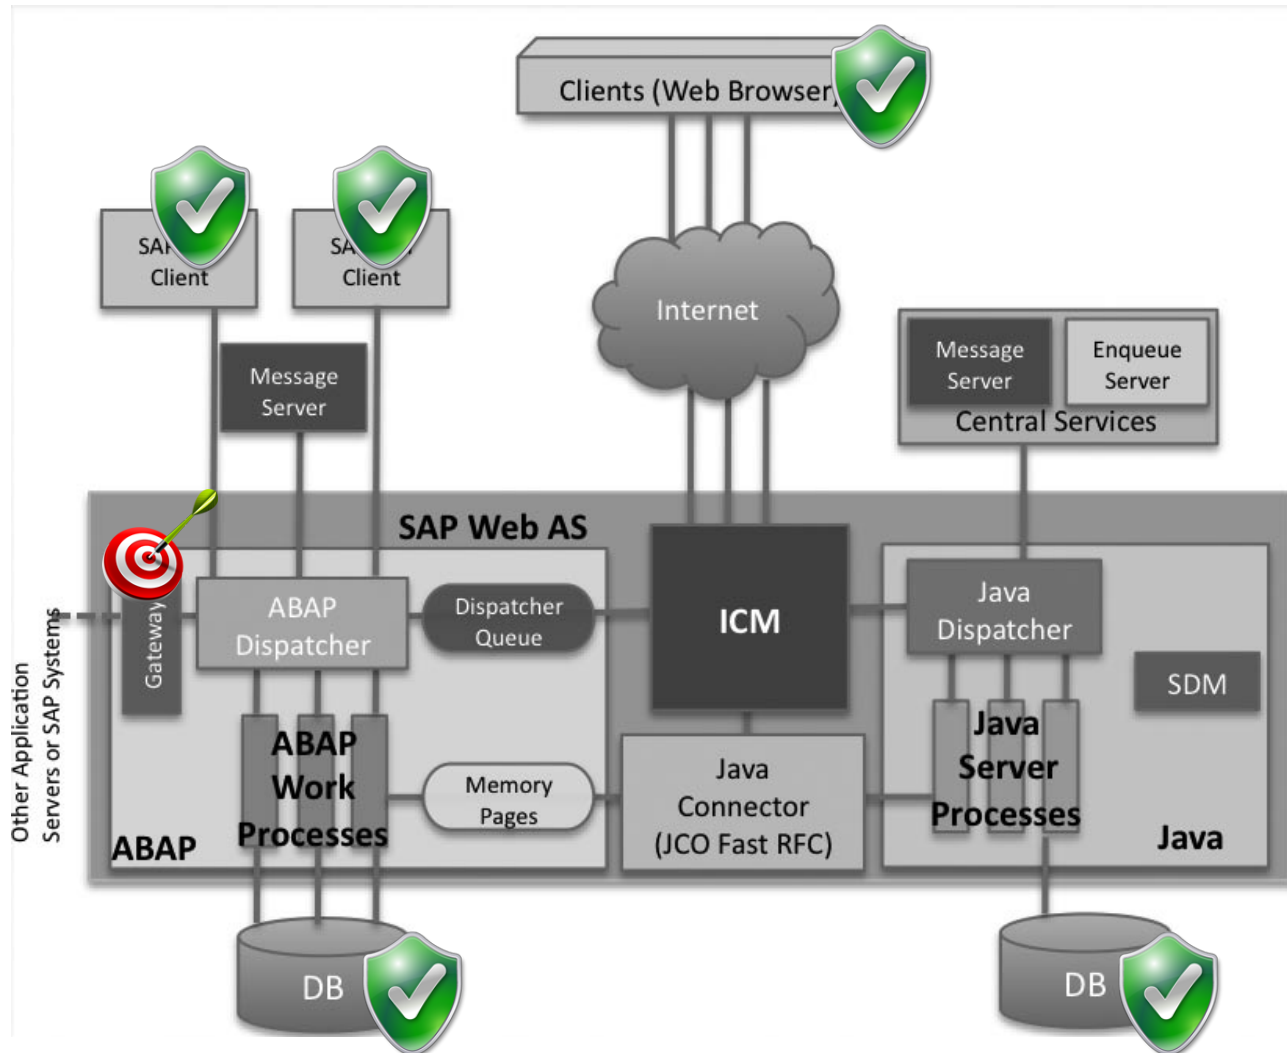 Clients (Web Browser)
SAP
Client
SA
Client
Internet
Message
Server
Message
Server
Enqueue
Server
Central Services
SAP Web AS
Gateway
ABAP
Dispatcher
Dispatcher
Queue
ICM
Java
Dispatcher
SDM
Other Application
Servers or SAP Systems
ABAP
Work
Processes
Memory
Pages
Java
Connector
(JCO Fast RFC)
Java
Server
Processes
ABAP
Java
DB
DB